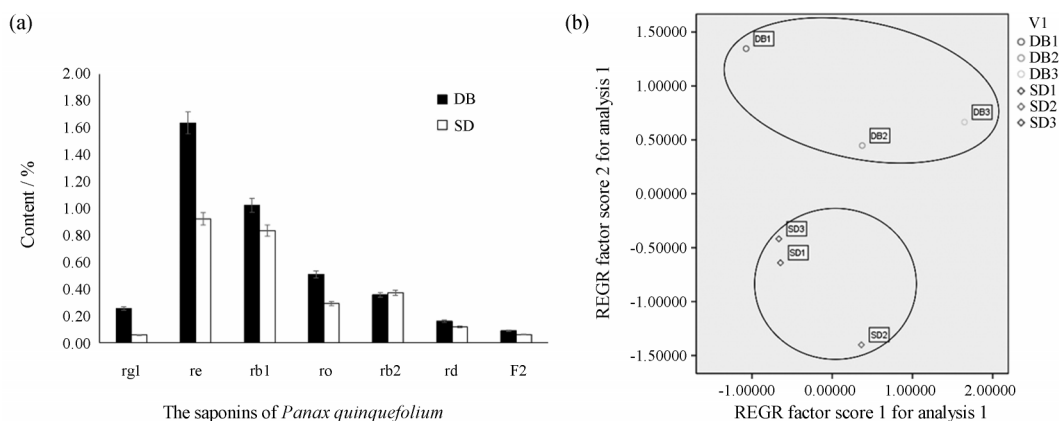 (a)
2.00
1.80
1.60
1.40
1.20
1.00
0.80
0.60
0.40
0.20
0.00
Content / %
DB
SD
rg1 re rb1 ro rb2 rd F2
The saponins of Panax quinquefolium
(b)
1.50000
1.00000
0.50000
0.00000
-0.50000
-1.00000
-1.50000
REGR factor score 2 for analysis 1
DB1
DB3
DB2
SD3
SD1
SD2
-1.00000 0.00000 1.00000 2.00000
REGR factor score 1 for analysis 1
V1
DB1
DB2
DB3
SD1
SD2
SD3